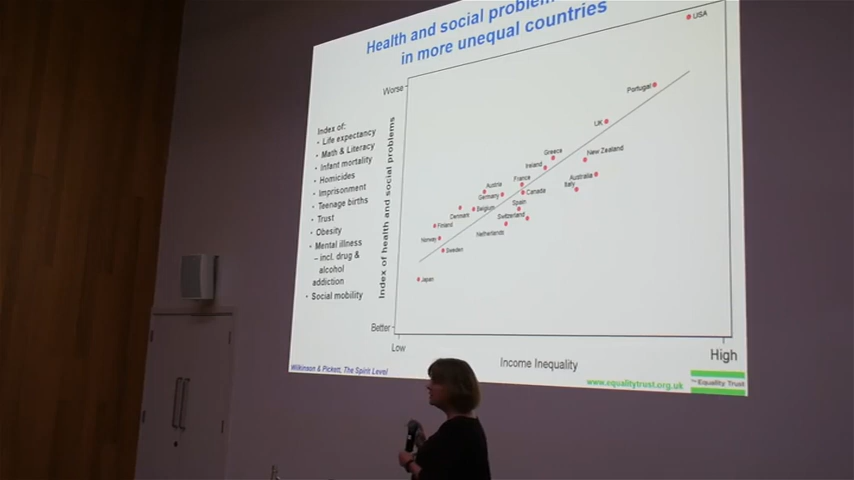 Health and social problems
in more unequal countries
USA
Worse
Portugal
UK
Index of:
• Life expectancy
• Math & Literacy
• Infant mortality
• Homicides
• Imprisonment
• Teenage births
• Trust
• Obesity
• Mental illness
– incl. drug &
alcohol
addiction
• Social mobility
Index of health and social problems
Greece
New Zealand
Ireland
France
Australia
Austria
Italy
Germany
Canada
Spain
Denmark
Belgium
Switzerland
Finland
Netherlands
Norway
Sweden
Japan
Better
Low
Income Inequality
High
Wilkinson & Pickett, The Spirit Level
www.equalitytrust.org.uk
The Equality Trust